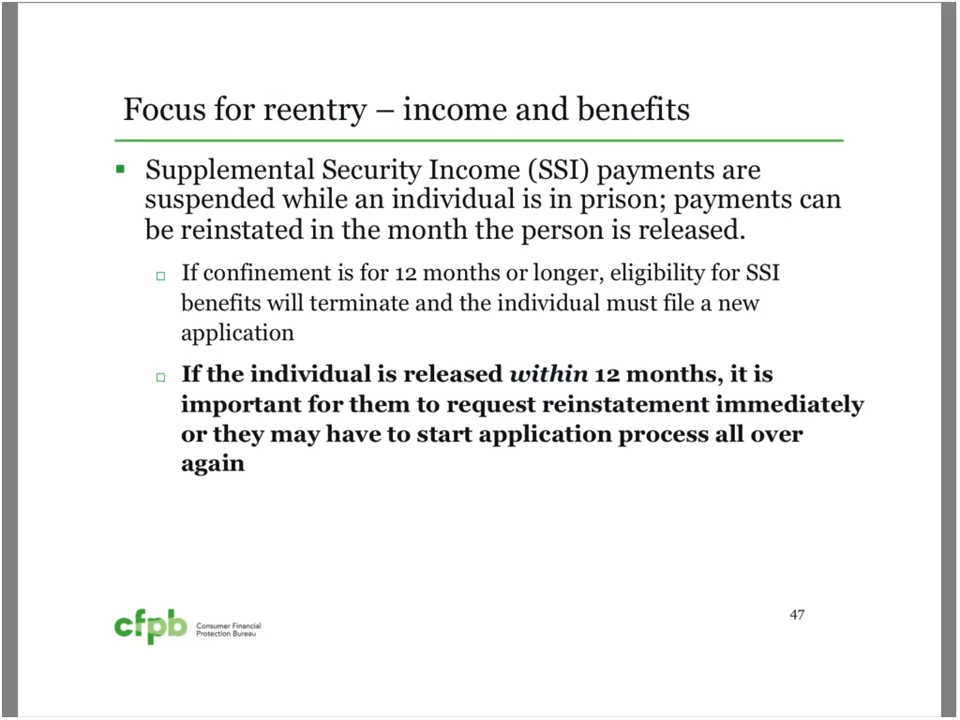 Focus for reentry – income and benefits
Supplemental Security Income (SSI) payments are
suspended while an individual is in prison; payments can
be reinstated in the month the person is released.
If confinement is for 12 months or longer, eligibility for SSI
benefits will terminate and the individual must file a new
application
If the individual is released within 12 months, it is
important for them to request reinstatement immediately
or they may have to start application process all over
again
cfpb Consumer Financial
Protection Bureau
47